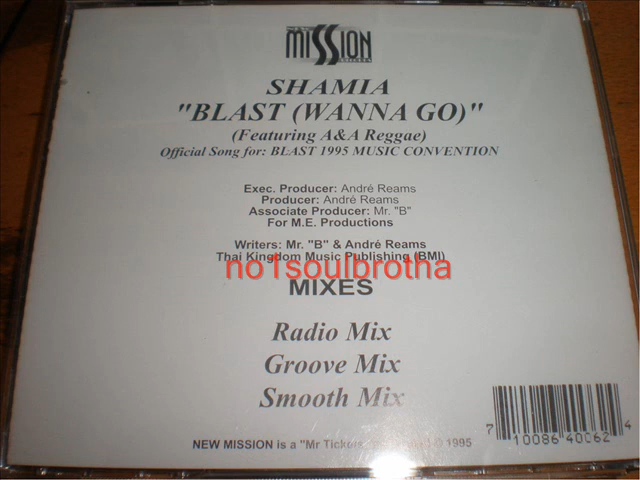 MISSION
SHAMIA
"BLAST (WANNA GO)"
(Featuring A&A Reggae)
Official Song for: BLAST 1995 MUSIC CONVENTION
Exec. Producer: André Reams
Producer: André Reams
Associate Producer: Mr. "B"
For M.E. Productions
Writers: Mr. "B" & André Reams
Thai Kingdom Music Publishing (BMI)
no1soulbrotha
MIXES
Radio Mix
Groove Mix
Smooth Mix
NEW MISSION is a "Mr Tickers © 1995
7 10086 40062 4